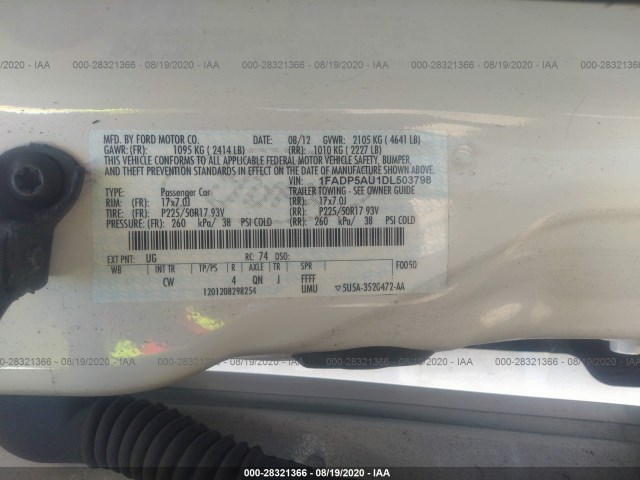 000-28321366 - 08/19/2020 - IAA
MFD. BY FORD MOTOR CO. DATE: 08/12 GVWR: 2105 KG ( 4641 LB)
GAWR: (FR): 1095 KG ( 2414 LB) (RR): 1010 KG ( 2227 LB)
THIS VEHICLE CONFORMS TO ALL APPLICABLE FEDERAL MOTOR VEHICLE SAFETY, BUMPER,
AND THEFT PREVENTION STANDARDS IN EFFECT ON THE DATE OF MANUFACTURE SHOWN ABOVE.
VIN: 1FADP5AU1DL503798
TYPE: Passenger Car TRAILER TOWING - SEE OWNER GUIDE
RIM: (FR) 17x7.0J (RR): 17x7.0J
TIRE: (FR) P225/50R17 93V (RR): P225/50R17 93V
PRESSURE: (FR) 260 kPa/ 38 PSI COLD (RR) 260 kPa/ 38 PSI COLD
EXT PNT: UG RC: 74 DSO:
WB INT TR TP/PS R AXLE TR SPR F0050
CW 4 QN J FFFF
1201208298254 UMU ▽5U5A-3520472-AA
000-28321366 - 08/19/2020 - IAA
000-28321366 - 08/19/2020 - IAA